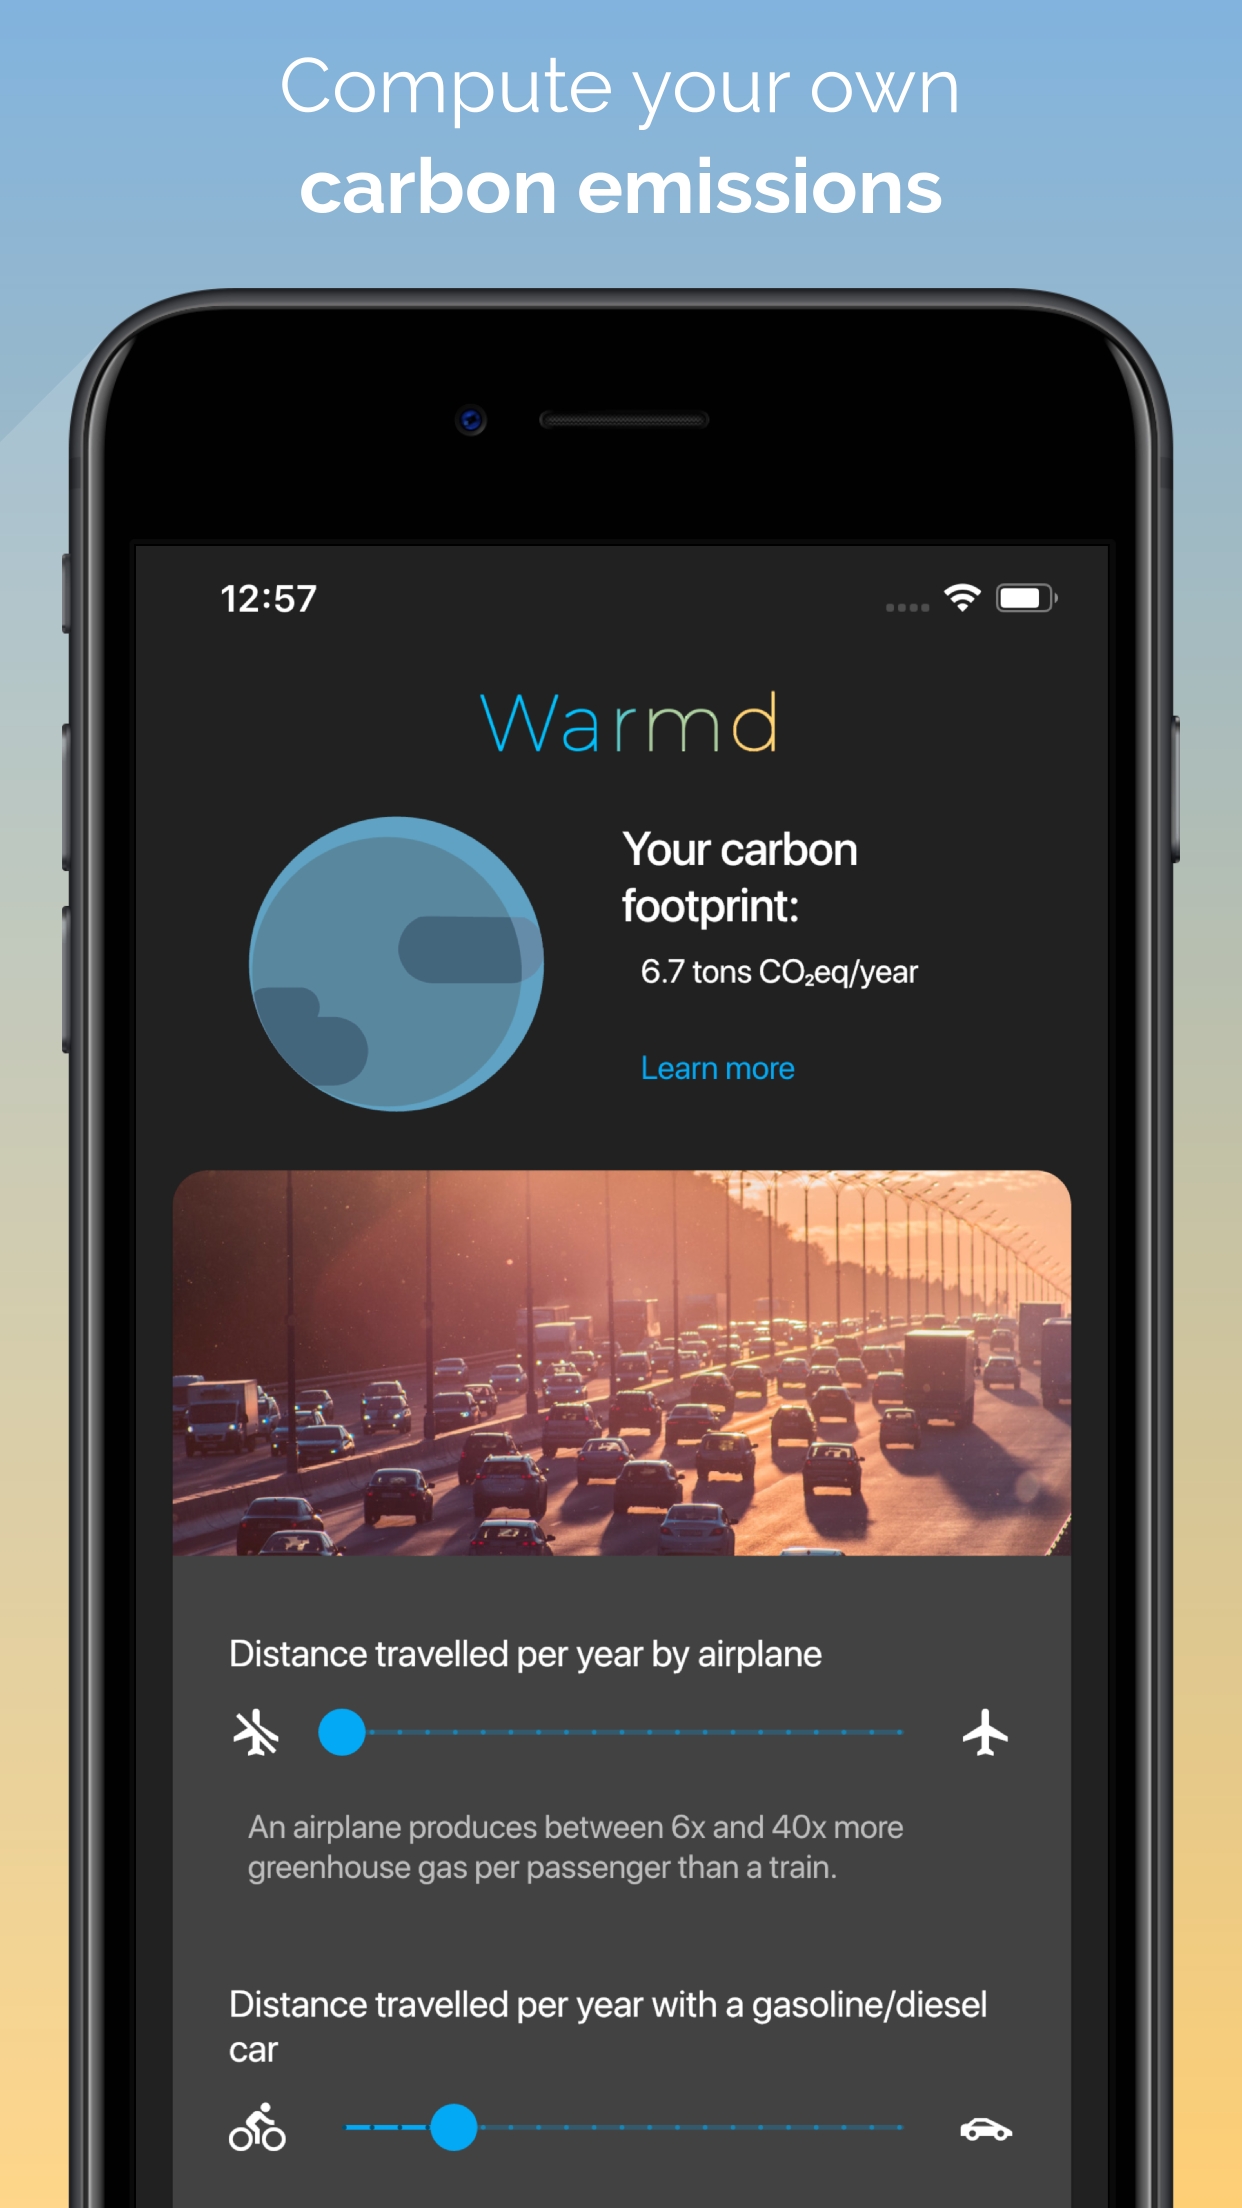 Compute your own
carbon emissions
12:57
Warmd
Your carbon
footprint:
6.7 tons CO₂eq/year
Learn more
Distance travelled per year by airplane
An airplane produces between 6x and 40x more
greenhouse gas per passenger than a train.
Distance travelled per year with a gasoline/diesel
car